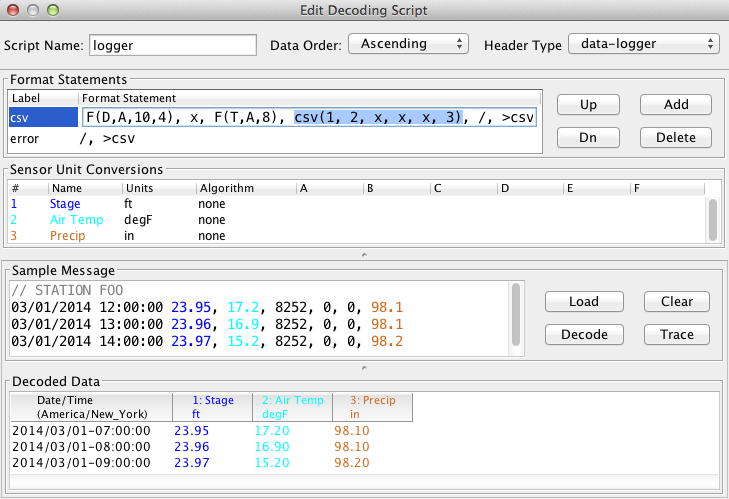 Edit Decoding Script
Script Name: logger Data Order: Ascending Header Type data-logger
Format Statements
Label Format Statement
csv F(D,A,10,4), x, F(T,A,8), csv(1, 2, x, x, x, 3), /, >csv
error /, >csv
Up Add
Dn Delete
Sensor Unit Conversions
# Name Units Algorithm A B C D E F
1 Stage ft none
2 Air Temp degF none
3 Precip in none
Sample Message
// STATION FOO
03/01/2014 12:00:00 23.95, 17.2, 8252, 0, 0, 98.1
03/01/2014 13:00:00 23.96, 16.9, 8252, 0, 0, 98.1
03/01/2014 14:00:00 23.97, 15.2, 8252, 0, 0, 98.2
Load Clear
Decode Trace
Decoded Data
Date/Time 1: Stage 2: Air Temp 3: Precip
(America/New_York) ft degF in
2014/03/01-07:00:00 23.95 17.20 98.10
2014/03/01-08:00:00 23.96 16.90 98.10
2014/03/01-09:00:00 23.97 15.20 98.20